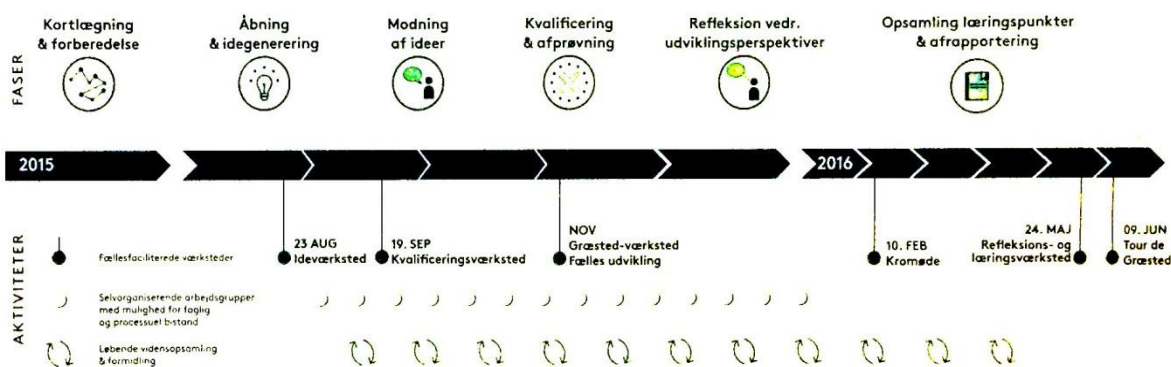 FASER
Kortlægning
& forberedelse
Åbning
& idegenerering
Modning
af ideer
Kvalificering
& afprøvning
Refleksion vedr.
udviklingsperspektiver
Opsamling læringspunkter
& afrapportering
2015
2016
AKTIVITETER
Fællesfaciliterede værksteder
23 AUG
Ideværksted
19. SEP
Kvalificeringsværksted
NOV
Græsted-værksted
Fælles udvikling
10. FEB
Kromøde
24. MAJ
Refleksions- og
læringsværksted
09. JUN
Tour de
Græsted
Selvorganiserende arbejdsgrupper
med mulighed for faglig
og processuel bistand
Løbende vidensopsamling
& formidling